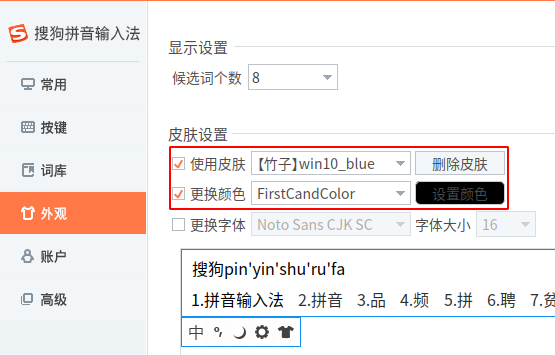 搜狗拼音输入法
常用
按键
词库
外观
账户
高级
显示设置
候选词个数 8
皮肤设置
使用皮肤 【竹子】win10_blue 删除皮肤
更换颜色 FirstCandColor 设置颜色
更换字体 Noto Sans CJK SC 字体大小 16
搜狗pin'yin'shu'ru'fa
1.拼音输入法 2.拼音 3.品 4.频 5.拼 6.聘 7.贫
中